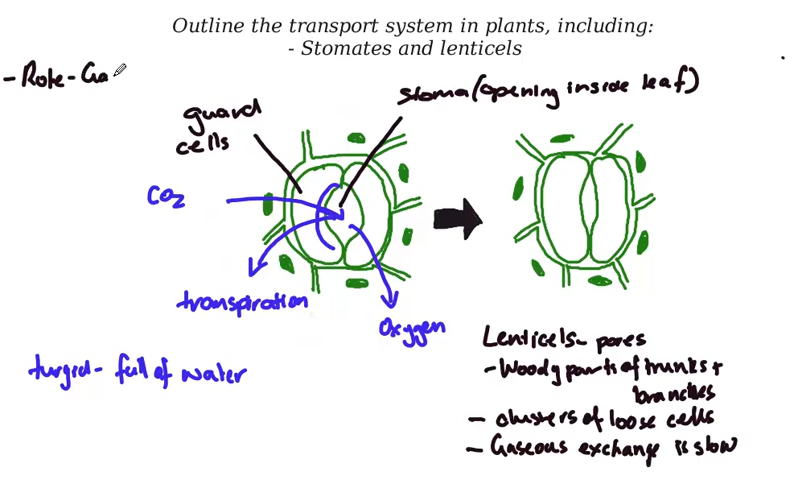 Outline the transport system in plants, including:
- Stomates and lenticels
- Role - Ga
stoma (opening inside leaf)
guard
cells
CO2
transpiration
Oxygen
turgid - full of water
Lenticels - pores
- Woody parts of trunks +
branches
- clusters of loose cells
- Gaseous exchange is slow